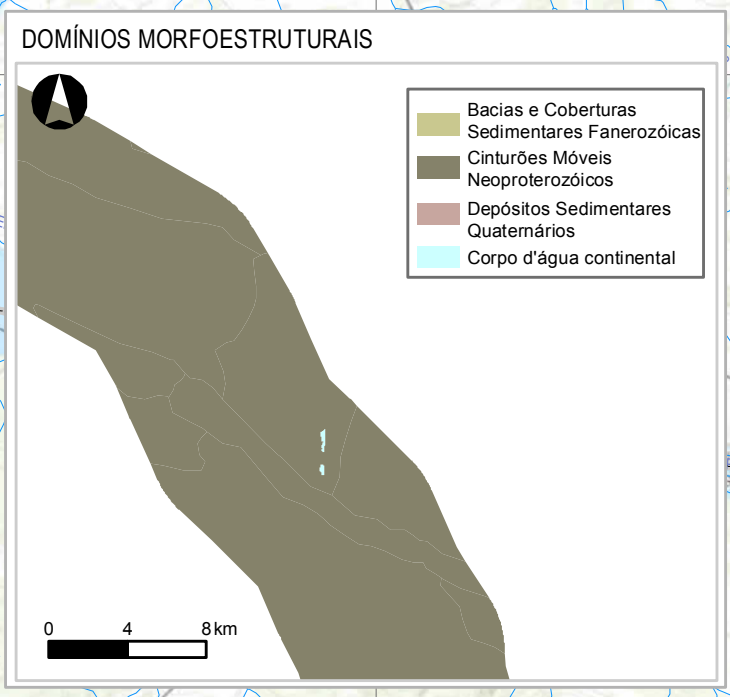 DOMÍNIOS MORFOESTRUTURAIS
Bacias e Coberturas
Sedimentares Fanerozóicas
Cinturões Móveis
Neoproterozóicos
Depósitos Sedimentares
Quaternários
Corpo d'água continental
0 4 8 km